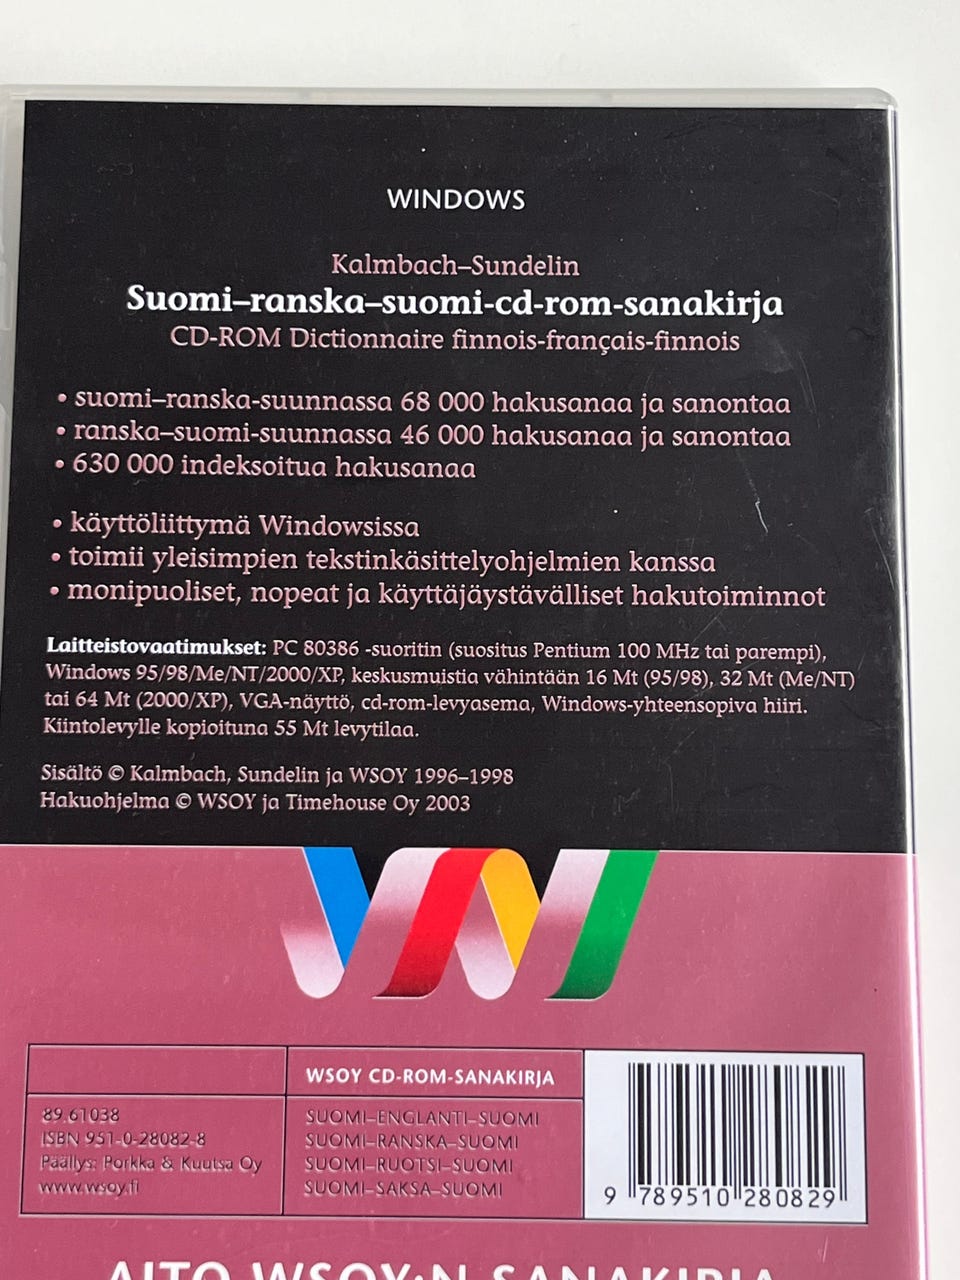 WINDOWS
Kalmbach–Sundelin
Suomi–ranska–suomi-cd-rom-sanakirja
CD-ROM Dictionnaire finnois-français-finnois
• suomi–ranska-suunnassa 68 000 hakusanaa ja sanontaa
• ranska–suomi-suunnassa 46 000 hakusanaa ja sanontaa
• 630 000 indeksoitua hakusanaa
• käyttöliittymä Windowsissa
• toimii yleisimpien tekstinkäsittelyohjelmien kanssa
• monipuoliset, nopeat ja käyttäjäystävälliset hakutoiminnot
Laitteistovaatimukset: PC 80386 -suoritin (suositus Pentium 100 MHz tai parempi),
Windows 95/98/Me/NT/2000/XP, keskusmuistia vähintään 16 Mt (95/98), 32 Mt (Me/NT)
tai 64 Mt (2000/XP), VGA-näyttö, cd-rom-levyasema, Windows-yhteensopiva hiiri.
Kiintolevylle kopioituna 55 Mt levytilaa.
Sisältö © Kalmbach, Sundelin ja WSOY 1996–1998
Hakuohjelma © WSOY ja Timehouse Oy 2003
89.61038
ISBN 951-0-28082-8
Päällys: Porkka & Kuutsa Oy
www.wsoy.fi
WSOY CD-ROM-SANAKIRJA
SUOMI–ENGLANTI–SUOMI
SUOMI–RANSKA–SUOMI
SUOMI–RUOTSI–SUOMI
SUOMI–SAKSA–SUOMI
9 789510 280829
AITO WSOY:N SANAKIRJA